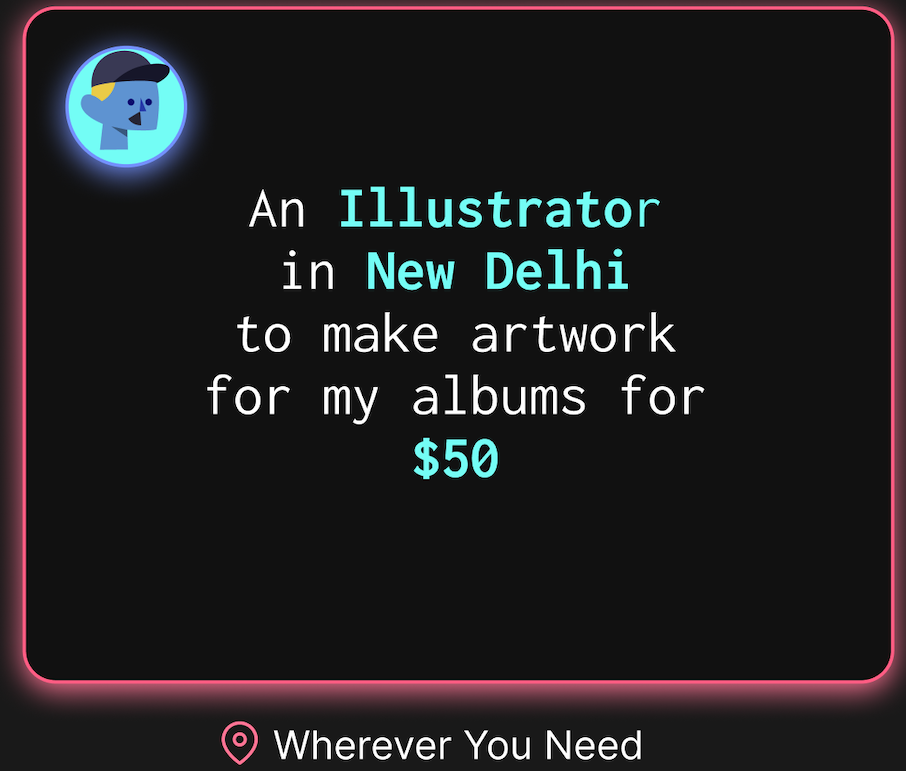 An Illustrator
in New Delhi
to make artwork
for my albums for
$50
Wherever You Need